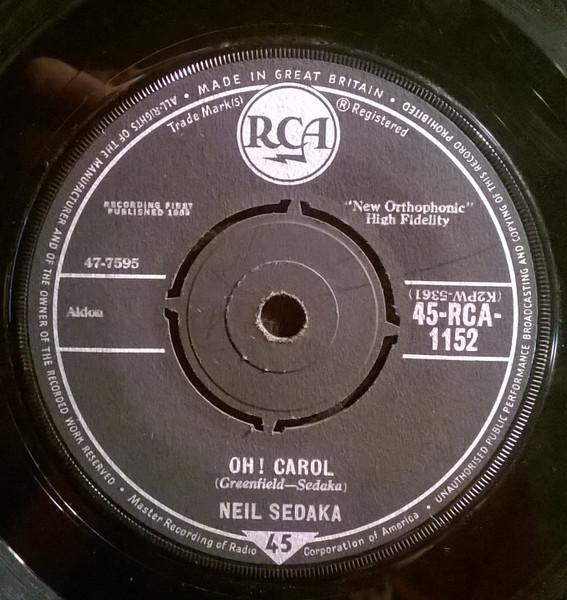 MADE IN GREAT BRITAIN
ALL-RIGHTS OF THE MANUFACTURER AND OF THE OWNER OF THE RECORDED WORK RESERVED
UNAUTHORISED PUBLIC PERFORMANCE BROADCASTING AND COPYING OF THIS RECORD PROHIBITED
Trade Mark(s)
RCA
® Registered
RECORDING FIRST
PUBLISHED 1959
"New Orthophonic"
High Fidelity
47-7595
(K2PW-5361)
Aldon
45-RCA-
1152
OH! CAROL
(Greenfield—Sedaka)
NEIL SEDAKA
Master Recording of Radio
45
Corporation of America